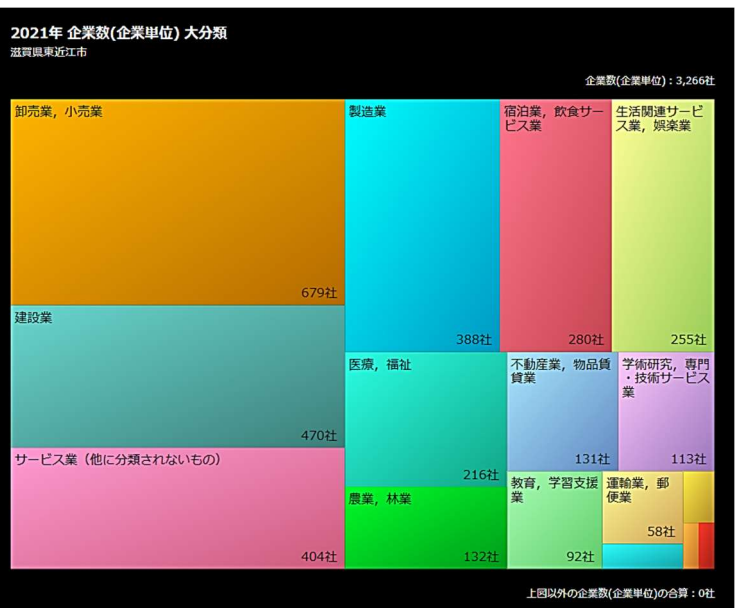 2021年 企業数(企業単位) 大分類
滋賀県東近江市
企業数(企業単位)：3,266社
卸売業，小売業
679社
建設業
470社
サービス業（他に分類されないもの）
404社
製造業
388社
宿泊業，飲食サー
ビス業
280社
生活関連サービ
ス業，娯楽業
255社
医療，福祉
216社
農業，林業
132社
不動産業，物品賃
貸業
131社
学術研究，専門
・技術サービス
業
113社
教育，学習支援
業
92社
運輸業，郵
便業
58社
上図以外の企業数(企業単位)の合算：0社